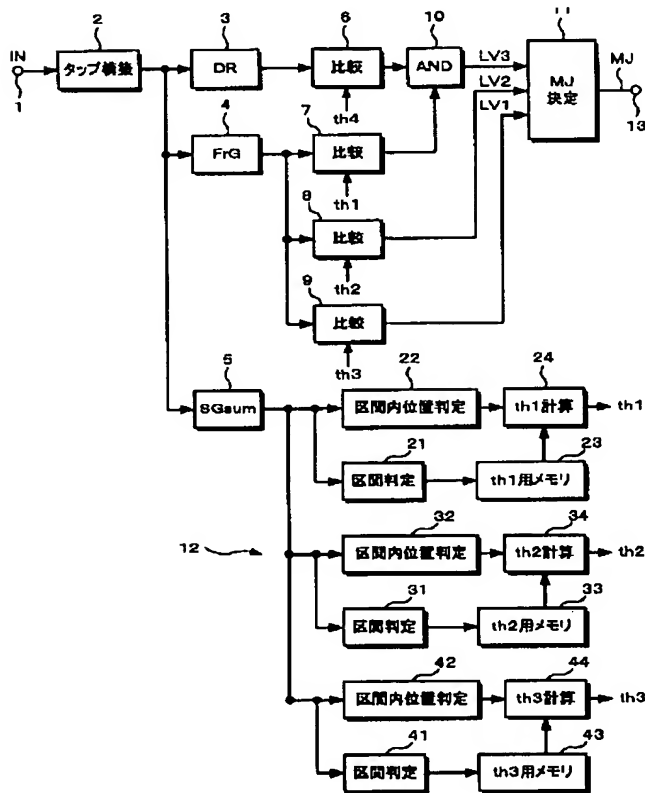 IN
1
2
タップ構築
3
DR
6
比較
th4
10
AND
LV3
LV2
LV1
11
MJ
決定
MJ
13
4
FrG
7
比較
th1
8
比較
th2
9
比較
th3
5
SGsum
22
区間内位置判定
24
th1計算
th1
21
区間判定
23
th1用メモリ
12
32
区間内位置判定
34
th2計算
th2
31
区間判定
33
th2用メモリ
42
区間内位置判定
44
th3計算
th3
41
区間判定
43
th3用メモリ